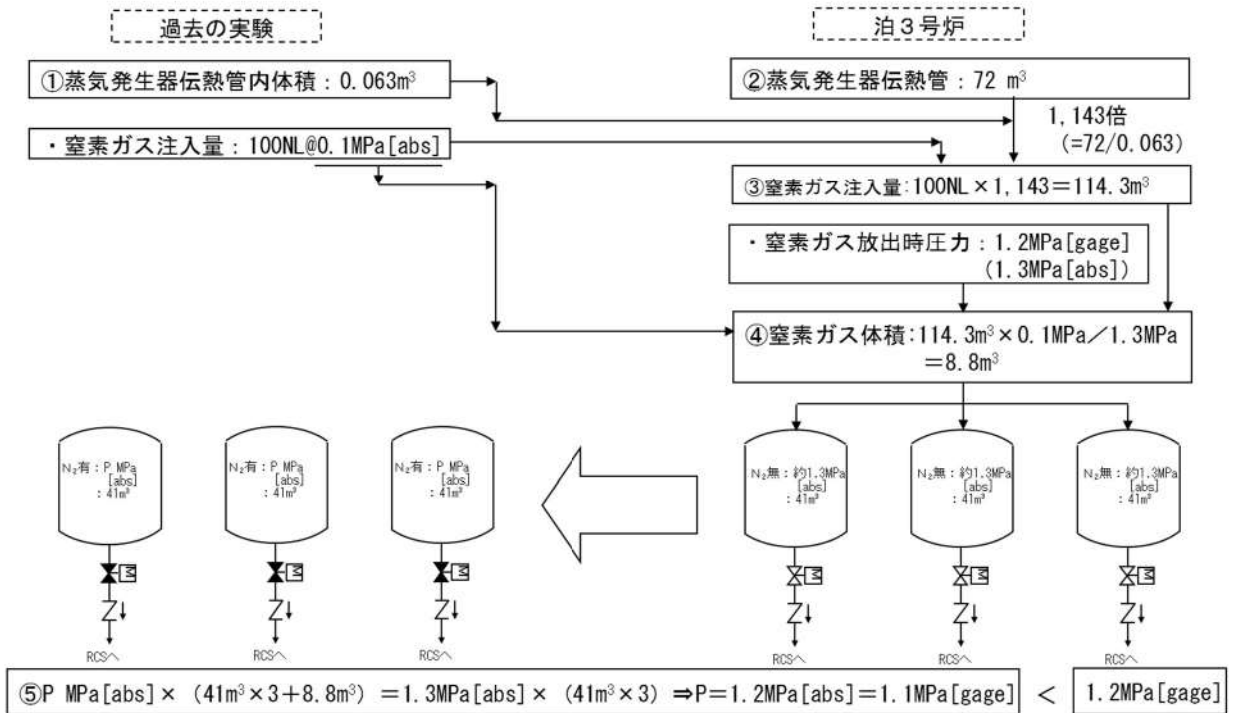 過去の実験
泊3号炉
①蒸気発生器伝熱管内体積：0.063m³
②蒸気発生器伝熱管：72 m³
1,143倍
(=72/0.063)
・窒素ガス注入量：100NL@0.1MPa[abs]
③窒素ガス注入量：100NL×1,143＝114.3m³
・窒素ガス放出時圧力：1.2MPa[gage]
(1.3MPa[abs])
④窒素ガス体積：114.3m³×0.1MPa／1.3MPa
＝8.8m³
N₂有：P MPa
[abs]
：41m³
N₂有：P MPa
[abs]
：41m³
N₂有：P MPa
[abs]
：41m³
N₂無：約1.3MPa
[abs]
：41m³
N₂無：約1.3MPa
[abs]
：41m³
N₂無：約1.3MPa
[abs]
：41m³
M
M
M
M
M
M
RCSへ
RCSへ
RCSへ
RCSへ
RCSへ
RCSへ
⑤P MPa[abs]×（41m³×3+8.8m³）＝1.3MPa[abs]×（41m³×3）⇒P＝1.2MPa[abs]＝1.1MPa[gage] ＜ 1.2MPa[gage]